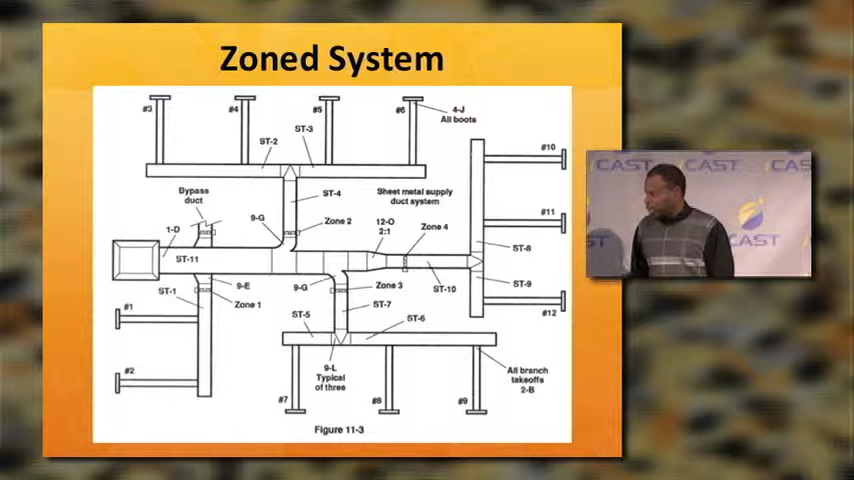 Zoned System
#3
#4
#5
#6
4-J
All boots
ST-2
ST-3
#10
Bypass
duct
ST-4
Sheet metal supply
duct system
9-G
Zone 2
12-O
2:1
Zone 4
#11
1-D
ST-11
ST-8
9-E
ST-1
Zone 1
9-G
Zone 3
ST-10
ST-9
#1
ST-7
#12
ST-5
ST-6
#2
9-L
Typical
of three
All branch
takeoffs
2-B
#7
#8
#9
Figure 11-3
CAST
CAST
CAST
CAST